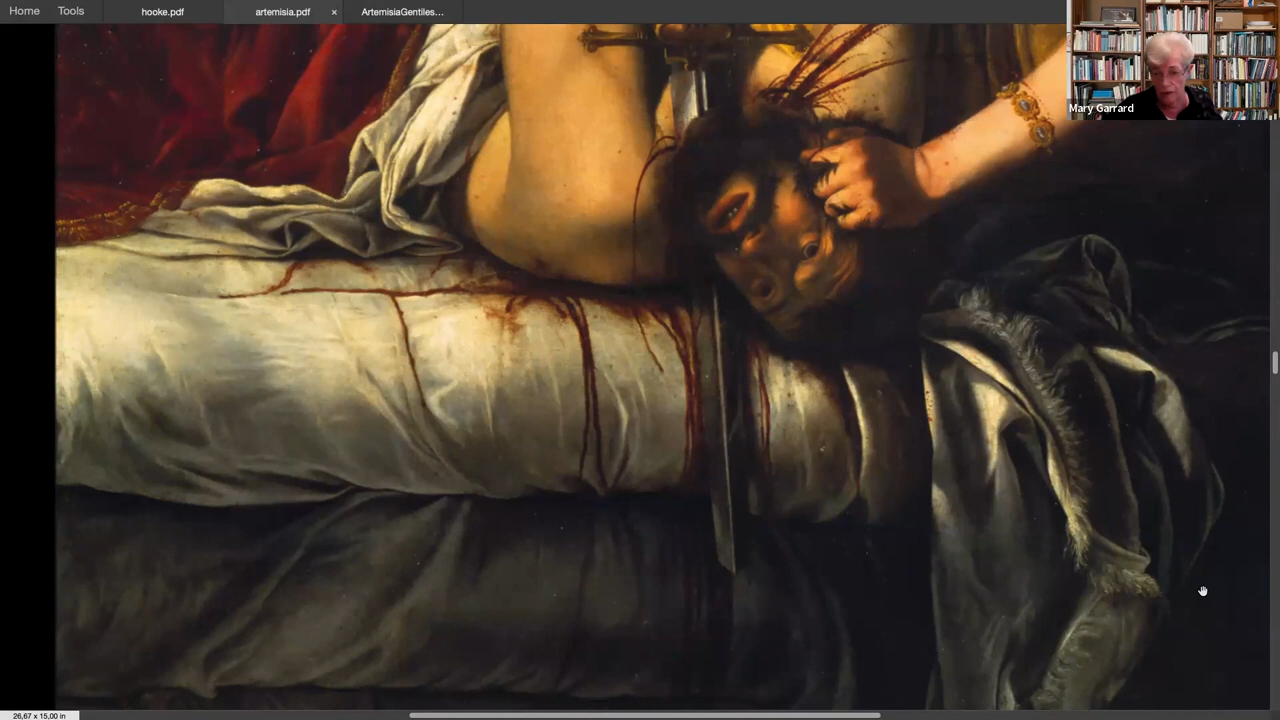 Home Tools hooke.pdf artemisia.pdf × ArtemisiaGentiles...
Mary Garrard
26,67 x 15,00 in